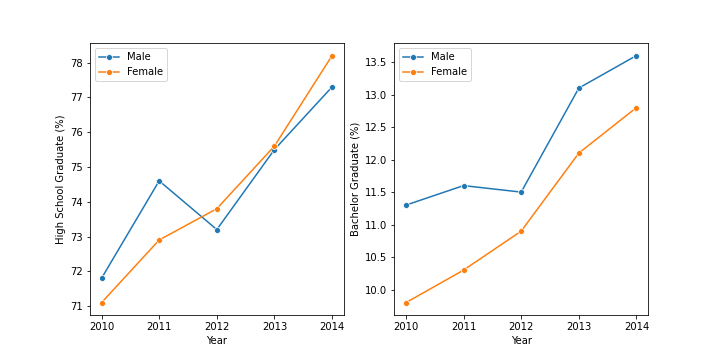 Male
Female
High School Graduate (%)
78
77
76
75
74
73
72
71
2010 2011 2012 2013 2014
Year
Male
Female
Bachelor Graduate (%)
13.5
13.0
12.5
12.0
11.5
11.0
10.5
10.0
2010 2011 2012 2013 2014
Year